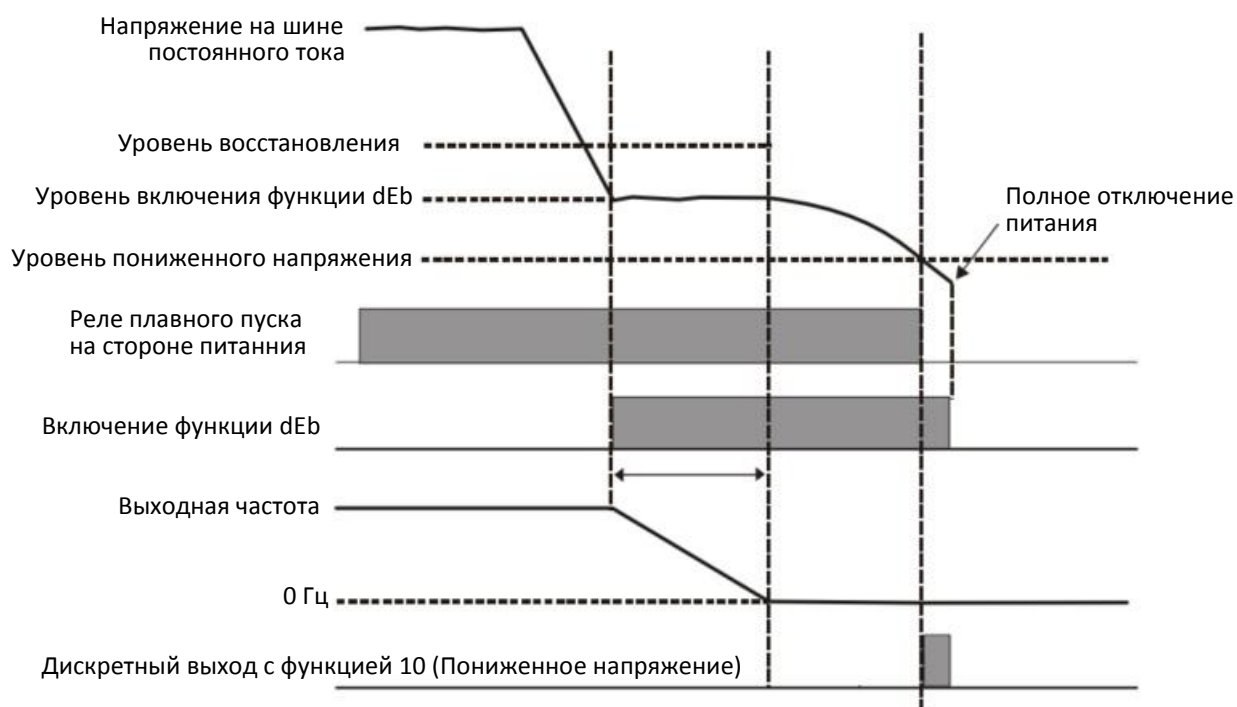 Напряжение на шине
постоянного тока
Уровень восстановления
Уровень включения функции dEb
Полное отключение
питания
Уровень пониженного напряжения
Реле плавного пуска
на стороне питанния
Включение функции dEb
Выходная частота
0 Гц
Дискретный выход с функцией 10 (Пониженное напряжение)